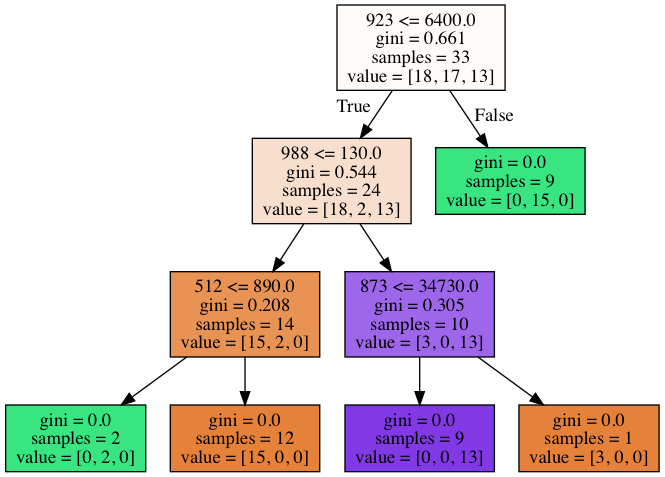 923 <= 6400.0
gini = 0.661
samples = 33
value = [18, 17, 13]
True
False
988 <= 130.0
gini = 0.544
samples = 24
value = [18, 2, 13]
gini = 0.0
samples = 9
value = [0, 15, 0]
512 <= 890.0
gini = 0.208
samples = 14
value = [15, 2, 0]
873 <= 34730.0
gini = 0.305
samples = 10
value = [3, 0, 13]
gini = 0.0
samples = 2
value = [0, 2, 0]
gini = 0.0
samples = 12
value = [15, 0, 0]
gini = 0.0
samples = 9
value = [0, 0, 13]
gini = 0.0
samples = 1
value = [3, 0, 0]